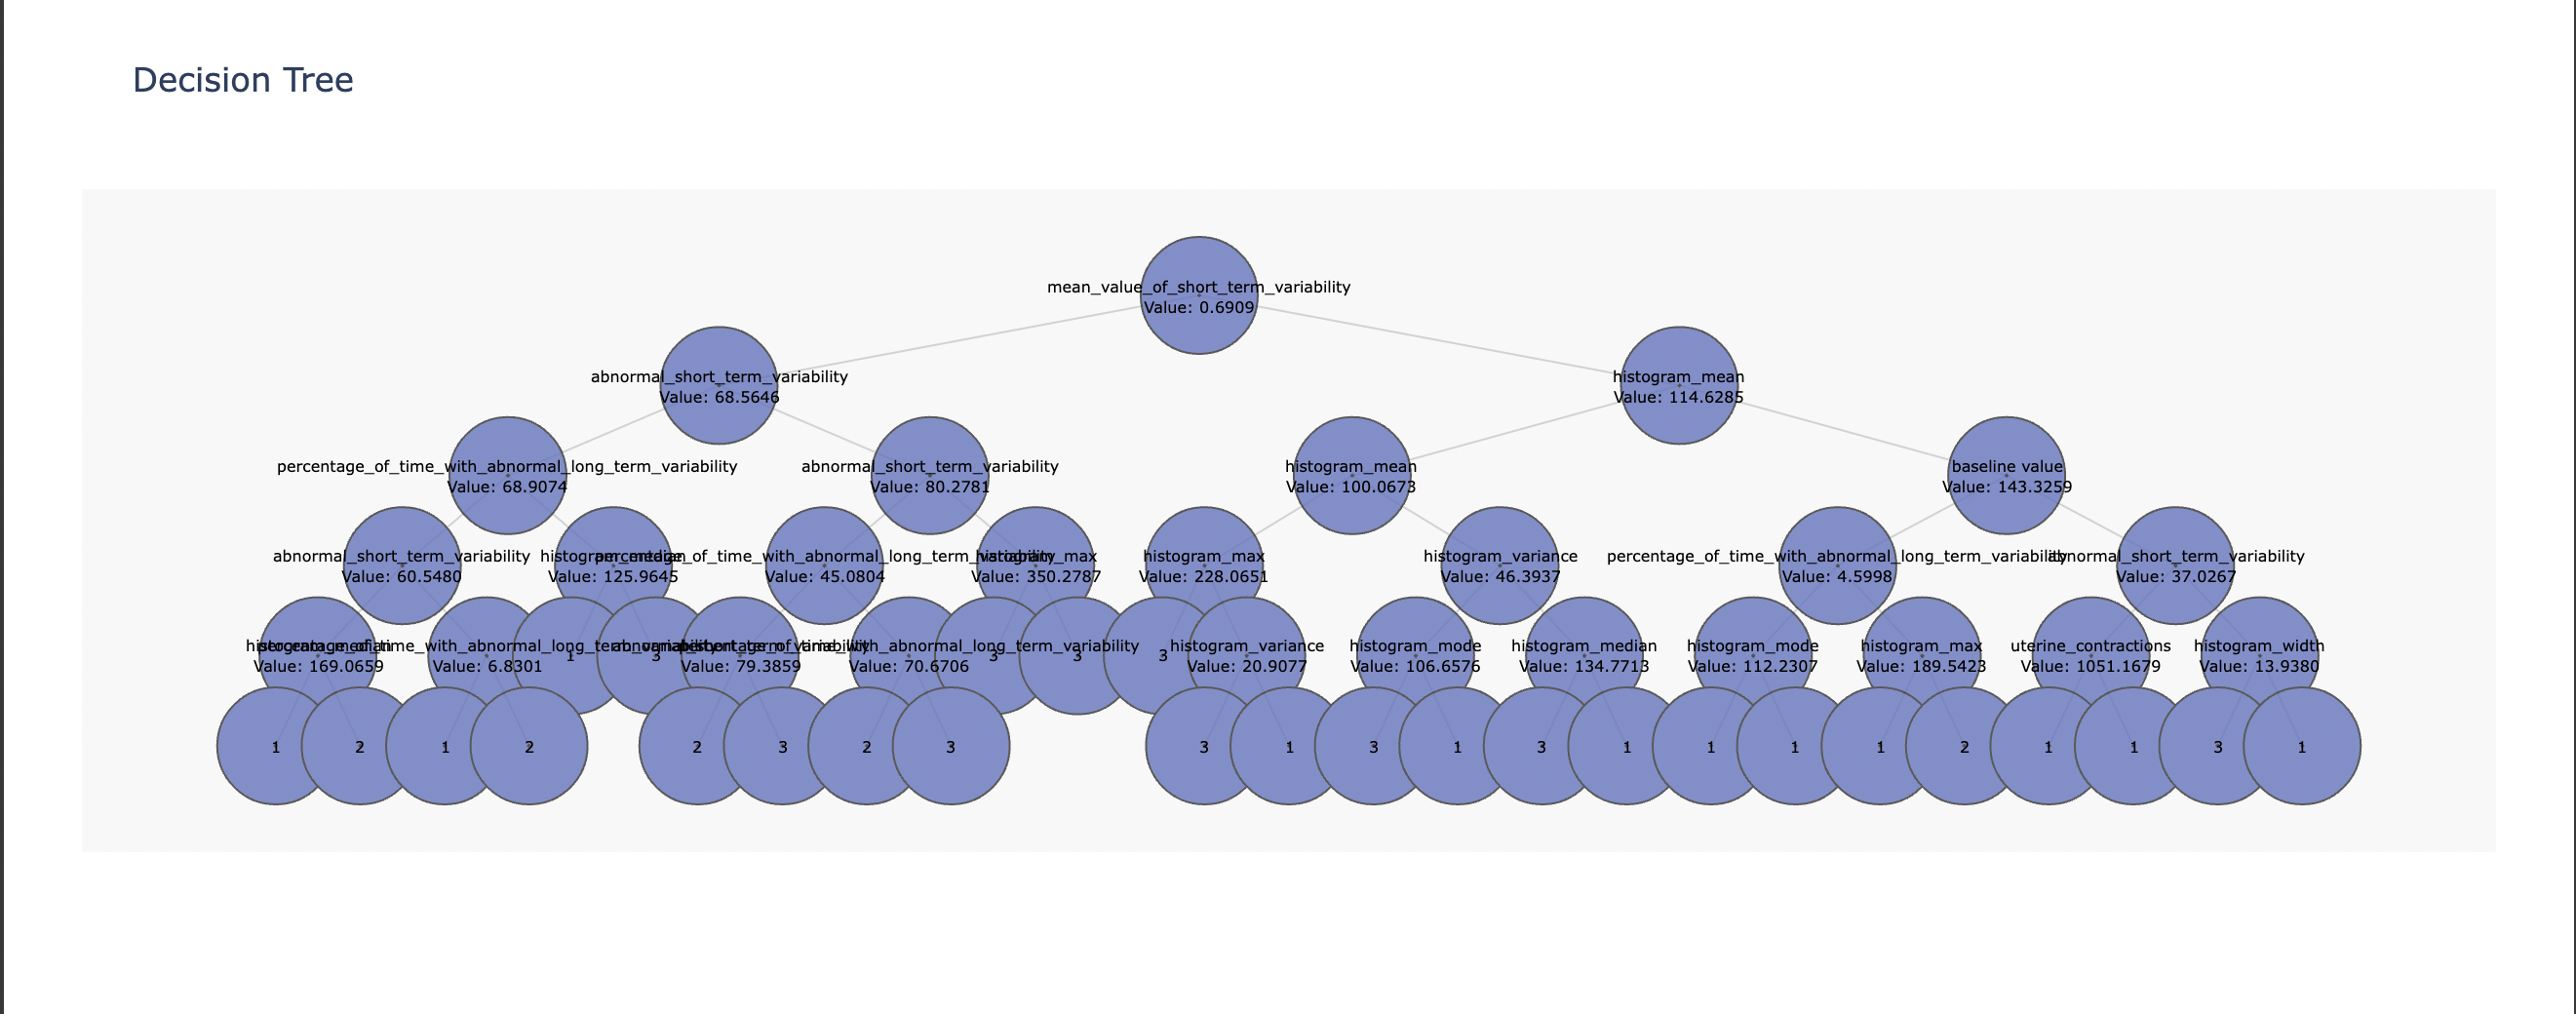 Decision Tree
mean_value_of_short_term_variability
Value: 0.6909
abnormal_short_term_variability
Value: 68.5646
histogram_mean
Value: 114.6285
percentage_of_time_with_abnormal_long_term_variability
Value: 68.9074
abnormal_short_term_variability
Value: 80.2781
histogram_mean
Value: 100.0673
baseline value
Value: 143.3259
abnormal_short_term_variability
Value: 60.5480
histogram_median
Value: 125.9645
percentage_of_time_with_abnormal_long_term_variability
Value: 45.0804
histogram_max
Value: 350.2787
histogram_max
Value: 228.0651
histogram_variance
Value: 46.3937
percentage_of_time_with_abnormal_long_term_variability
Value: 4.5998
abnormal_short_term_variability
Value: 37.0267
histogram_median
Value: 169.0659
percentage_of_time_with_abnormal_long_term_variability
Value: 6.8301
1
3
abnormal_short_term_variability
Value: 79.3859
percentage_of_time_with_abnormal_long_term_variability
Value: 70.6706
3
3
3
histogram_variance
Value: 20.9077
histogram_mode
Value: 106.6576
histogram_median
Value: 134.7713
histogram_mode
Value: 112.2307
histogram_max
Value: 189.5423
uterine_contractions
Value: 1051.1679
histogram_width
Value: 13.9380
1
2
1
2
2
3
2
3
3
1
3
1
3
1
1
1
1
2
1
1
3
1